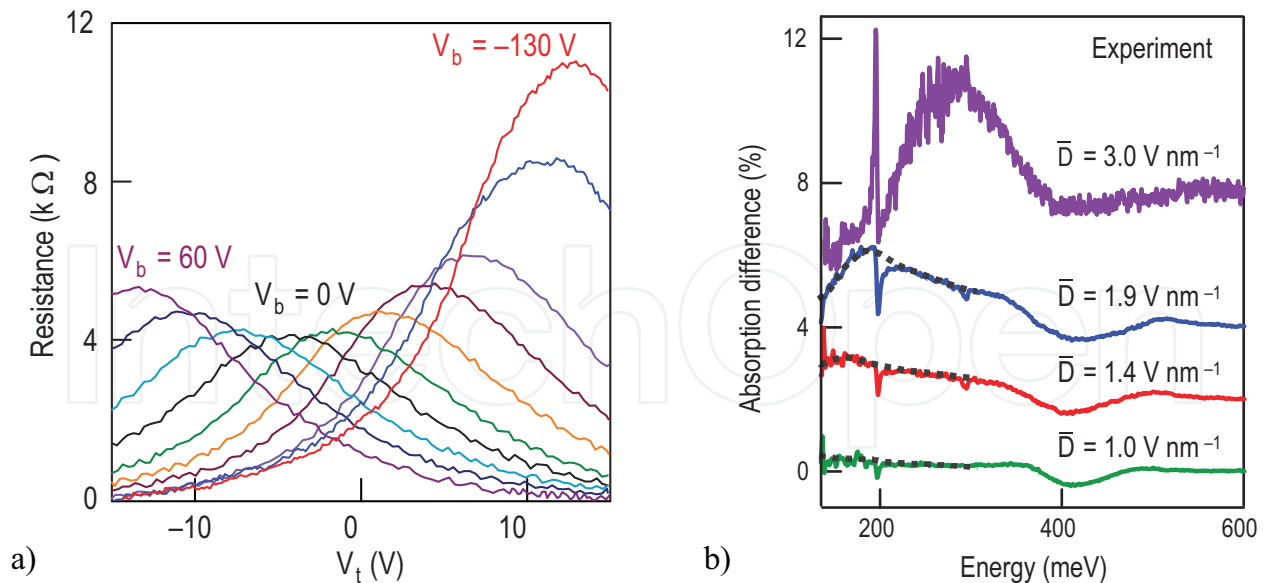 12
8
4
0
Resistance (k Ω)
V_b = –130 V
V_b = 60 V
V_b = 0 V
–10
0
10
V_t (V)
a)
12
8
4
0
Absorption difference (%)
Experiment
D̅ = 3.0 V nm⁻¹
D̅ = 1.9 V nm⁻¹
D̅ = 1.4 V nm⁻¹
D̅ = 1.0 V nm⁻¹
200
400
600
Energy (meV)
b)
IntechOpen